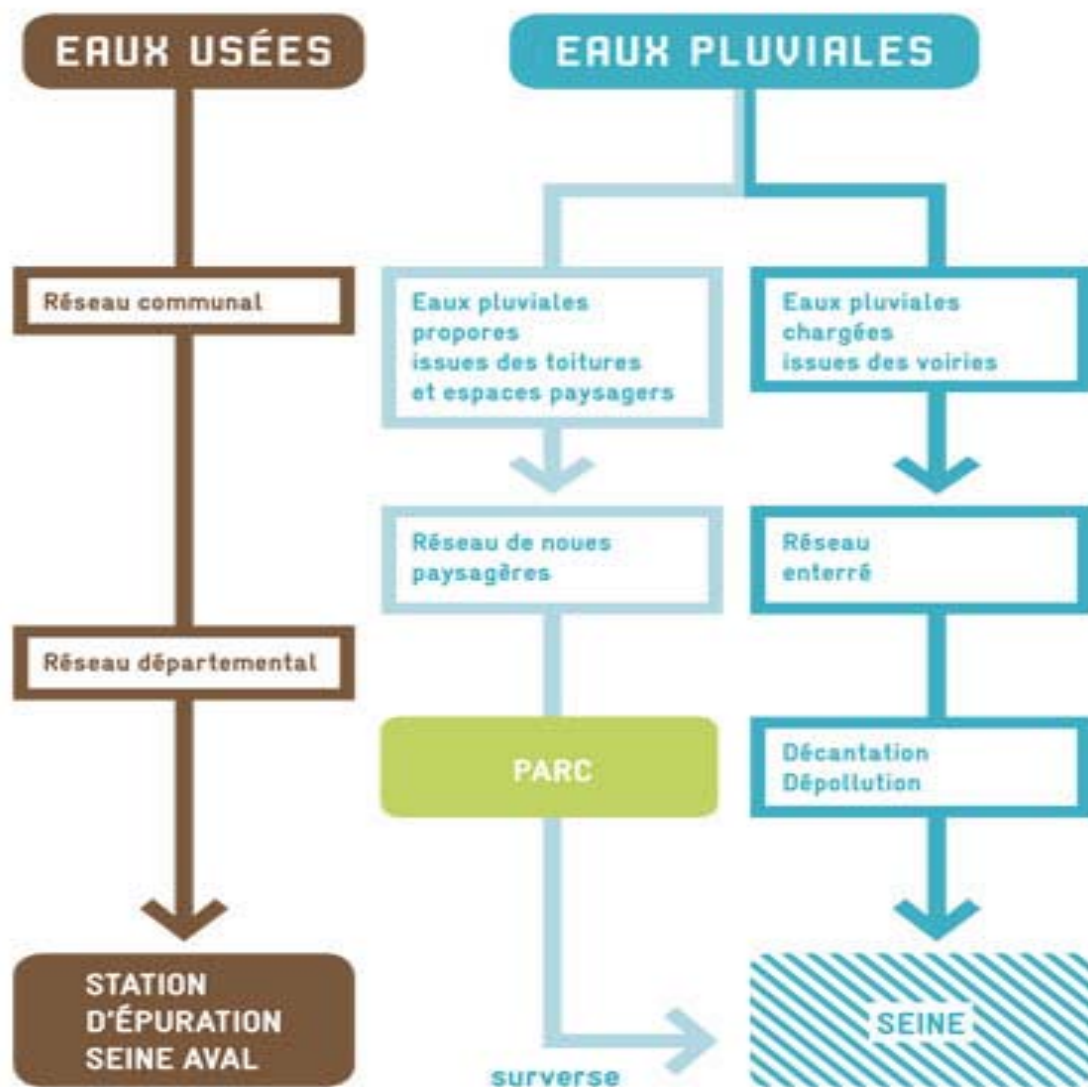 EAUX USÉES
Réseau communal
Réseau départemental
STATION
D'ÉPURATION
SEINE AVAL
EAUX PLUVIALES
Eaux pluviales
propores
issues des toitures
et espaces paysagers
Réseau de noues
paysagères
PARC
surverse
Eaux pluviales
chargées
issues des voiries
Réseau
enterré
Décantation
Dépollution
SEINE